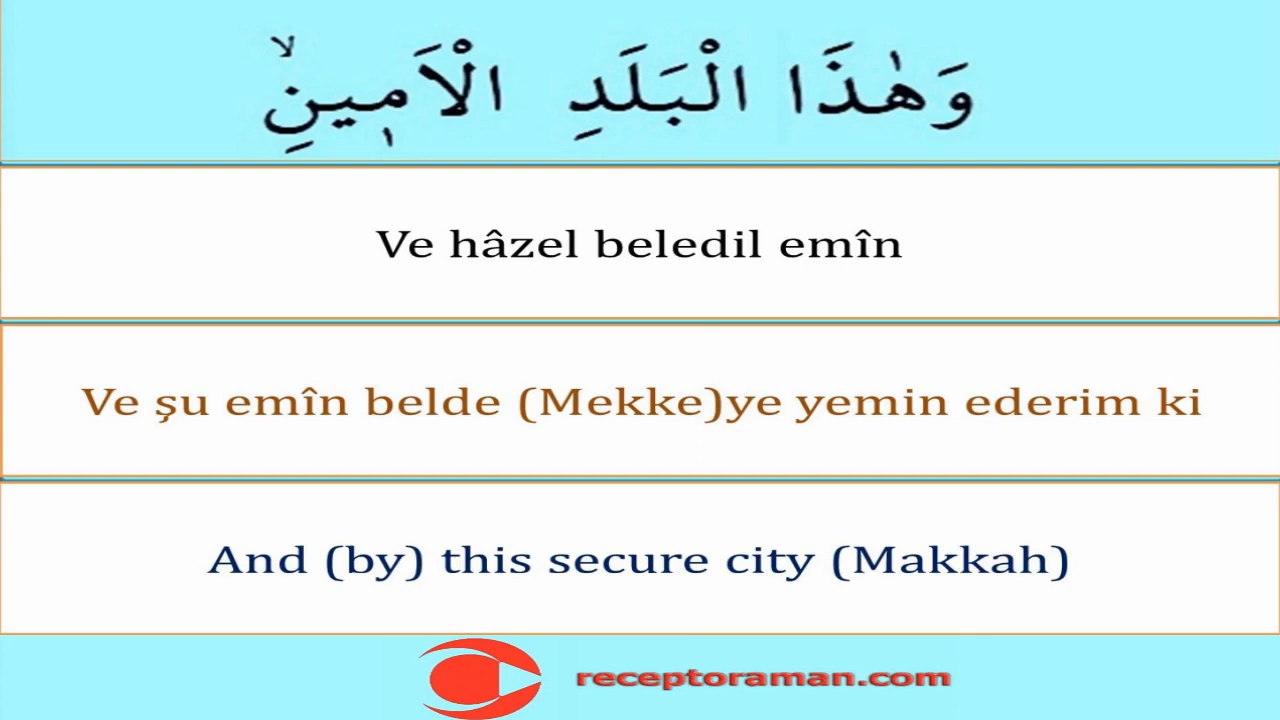 وَهٰذَا الْبَلَدِ الْاَم۪ينِۙ
Ve hâzel beledil emîn
Ve şu emîn belde (Mekke)ye yemin ederim ki
And (by) this secure city (Makkah)
receptoraman.com